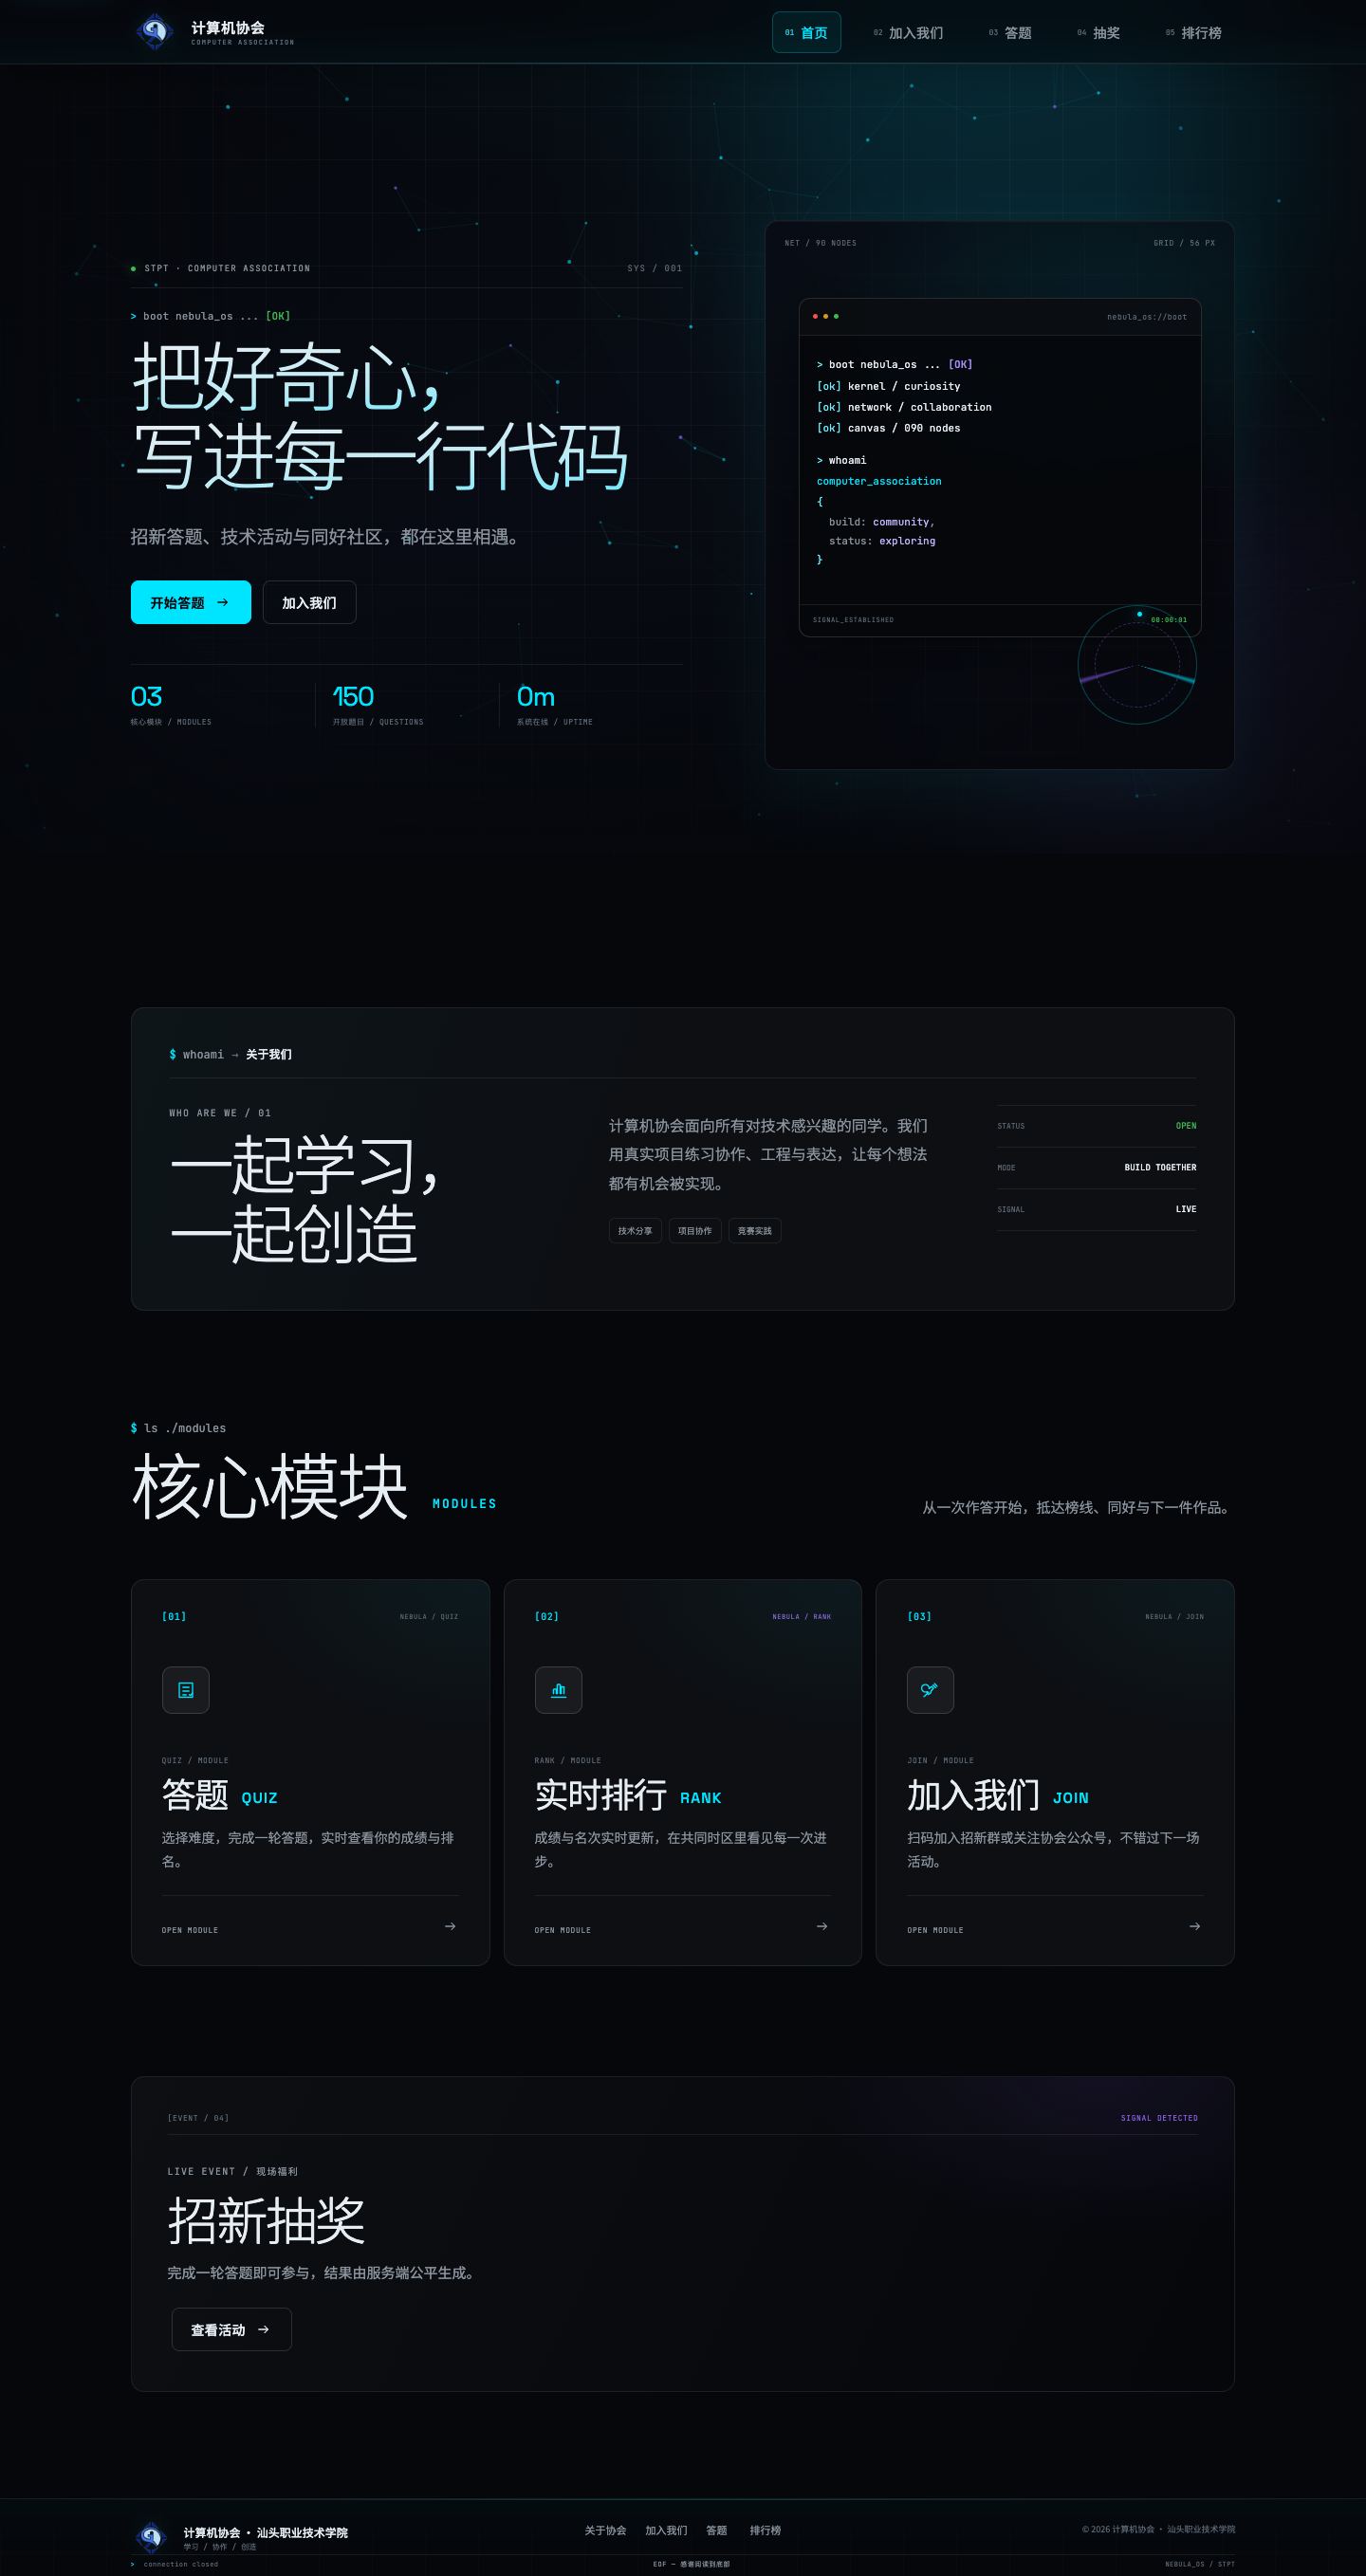 计算机协会
COMPUTER ASSOCIATION
01 首页
02 加入我们
03 答题
04 抽奖
05 排行榜
STPT · COMPUTER ASSOCIATION
SYS / 001
> boot nebula_os ... [OK]
把好奇心，
写进每一行代码
招新答题、技术活动与同好社区，都在这里相遇。
开始答题 →
加入我们
03
核心模块 / MODULES
150
开放题目 / QUESTIONS
0m
系统在线 / UPTIME
NET / 90 NODES
GRID / 56 PX
nebula_os://boot
> boot nebula_os ... [OK]
[ok] kernel / curiosity
[ok] network / collaboration
[ok] canvas / 090 nodes
> whoami
computer_association
{
build: community,
status: exploring
}
SIGNAL_ESTABLISHED
00:00:01
$ whoami → 关于我们
WHO ARE WE / 01
一起学习，
一起创造
计算机协会面向所有对技术感兴趣的同学。我们
用真实项目练习协作、工程与表达，让每个想法
都有机会被实现。
技术分享
项目协作
竞赛实践
STATUS
OPEN
MODE
BUILD TOGETHER
SIGNAL
LIVE
$ ls ./modules
核心模块 MODULES
从一次作答开始，抵达榜线、同好与下一件作品。
[01]
NEBULA / QUIZ
QUIZ / MODULE
答题 QUIZ
选择难度，完成一轮答题，实时查看你的成绩与排
名。
OPEN MODULE →
[02]
NEBULA / RANK
RANK / MODULE
实时排行 RANK
成绩与名次实时更新，在共同时区里看见每一次进
步。
OPEN MODULE →
[03]
NEBULA / JOIN
JOIN / MODULE
加入我们 JOIN
扫码加入招新群或关注协会公众号，不错过下一场
活动。
OPEN MODULE →
[EVENT / 04]
SIGNAL DETECTED
LIVE EVENT / 现场福利
招新抽奖
完成一轮答题即可参与，结果由服务端公平生成。
查看活动 →
计算机协会 · 汕头职业技术学院
学习 / 协作 / 创造
关于协会
加入我们
答题
排行榜
© 2026 计算机协会 · 汕头职业技术学院
> connection closed
EOF — 感谢阅读到底部
NEBULA_OS / STPT